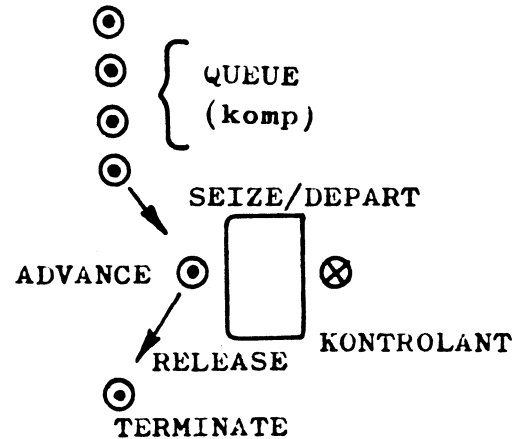 QUEUE
(komp)
SEIZE/DEPART
ADVANCE
KONTROLANT
RELEASE
TERMINATE